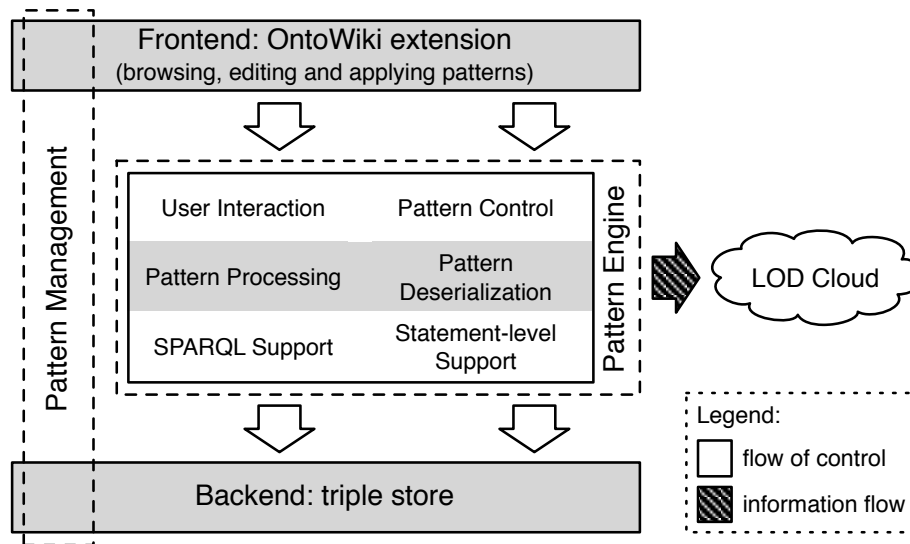 Frontend: OntoWiki extension
(browsing, editing and applying patterns)
Pattern Management
User Interaction
Pattern Control
Pattern Processing
Pattern
Deserialization
SPARQL Support
Statement-level
Support
Pattern Engine
LOD Cloud
Backend: triple store
Legend:
flow of control
information flow